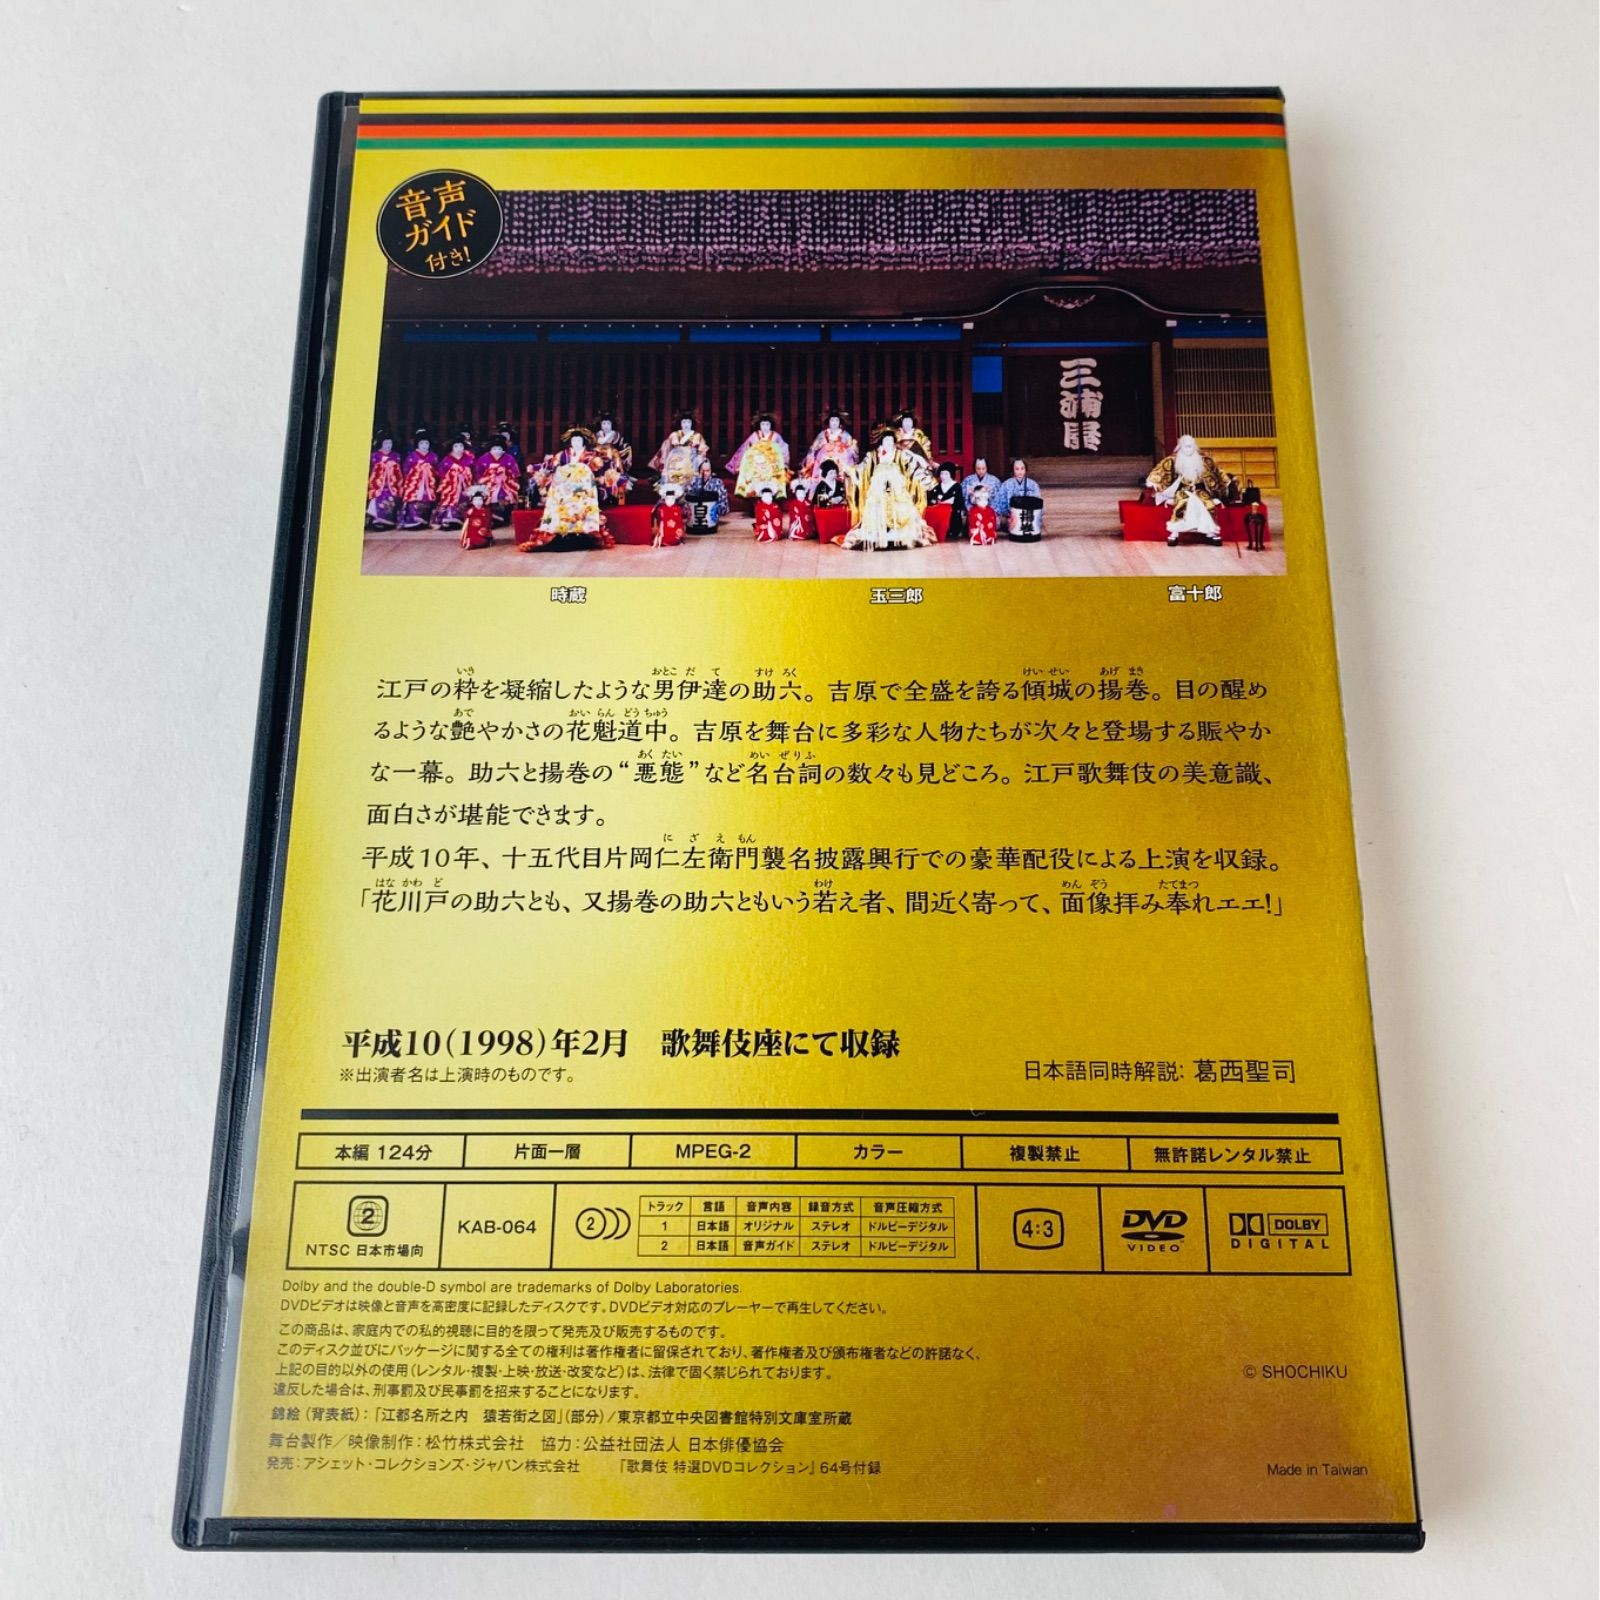 音声
ガイド
付き!
三浦屋
皇
揚巻
時蔵
玉三郎
富十郎
江戸の粋を凝縮したような男伊達の助六。吉原で全盛を誇る傾城の揚巻。目の醒め
るような艶やかさの花魁道中。吉原を舞台に多彩な人物たちが次々と登場する賑やか
な一幕。助六と揚巻の“悪態”など名台詞の数々も見どころ。江戸歌舞伎の美意識、
面白さが堪能できます。
平成10年、十五代目片岡仁左衛門襲名披露興行での豪華配役による上演を収録。
「花川戸の助六とも、又揚巻の助六ともいう若え者、間近く寄って、面像拝み奉れエエ!」
平成10(1998)年2月 歌舞伎座にて収録
※出演者名は上演時のものです。
日本語同時解説: 葛西聖司
本編 124分 片面一層 MPEG-2 カラー 複製禁止 無許諾レンタル禁止
2 NTSC 日本市場向
KAB-064
2
トラック 言語 音声内容 録音方式 音声圧縮方式
1 日本語 オリジナル ステレオ ドルビーデジタル
2 日本語 音声ガイド ステレオ ドルビーデジタル
4:3
DVD VIDEO
DOLBY DIGITAL
Dolby and the double-D symbol are trademarks of Dolby Laboratories.
DVDビデオは映像と音声を高密度に記録したディスクです。DVDビデオ対応のプレーヤーで再生してください。
この商品は、家庭内での私的視聴に目的を限って発売及び販売するものです。
このディスク並びにパッケージに関する全ての権利は著作権者に留保されており、著作権者及び頒布権者などの許諾なく、
上記の目的以外の使用(レンタル・複製・上映・放送・改変など)は、法律で固く禁じられております。
違反した場合は、刑事罰及び民事罰を招来することになります。
© SHOCHIKU
錦絵(背表紙):「江都名所之内 猿若街之図」(部分)/東京都立中央図書館特別文庫室所蔵
舞台製作/映像制作:松竹株式会社 協力:公益社団法人 日本俳優協会
発売:アシェット・コレクションズ・ジャパン株式会社 「歌舞伎 特選DVDコレクション」64号付録
Made in Taiwan